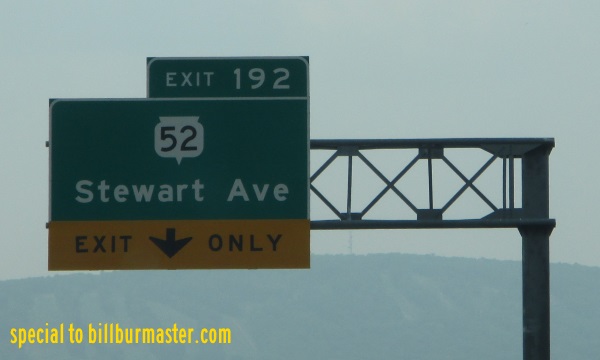 EXIT 192
52
Stewart Ave
EXIT ONLY
special to billburmaster.com